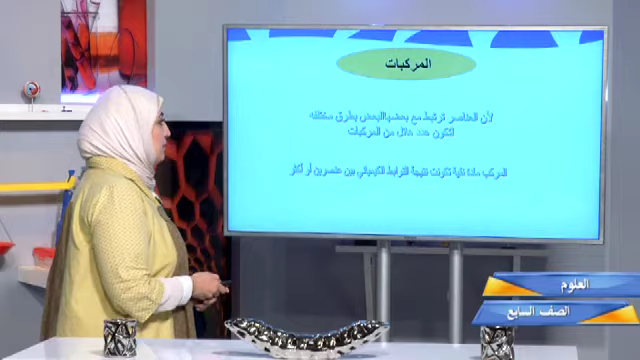 المركبات
لأن العناصر ترتبط مع بعضها البعض بطرق مختلفة
لتكون عدد هائل من المركبات
المركب مادة نقية تكونت نتيجة الترابط الكيميائي بين عنصرين أو أكثر
العلوم
الصف السابع